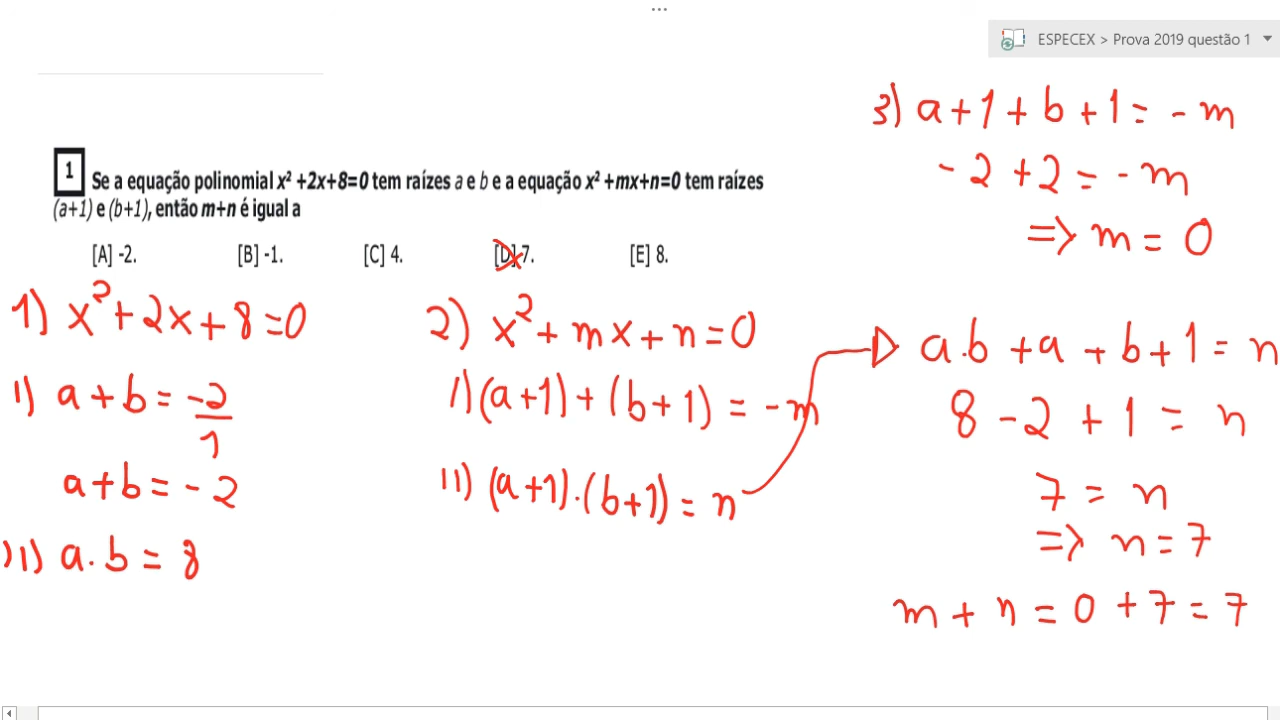 ...
ESPECEX > Prova 2019 questão 1
1 Se a equação polinomial x² +2x+8=0 tem raízes a e b e a equação x² +mx+n=0 tem raízes
(a+1) e (b+1), então m+n é igual a
[A] -2. [B] -1. [C] 4. [D] 7. [E] 8.
1) x² + 2x + 8 = 0
I) a + b = -2/1
a + b = - 2
II) a . b = 8
2) x² + mx + n = 0
I) (a+1) + (b+1) = - m
II) (a+1) . (b+1) = n
3) a + 1 + b + 1 = - m
- 2 + 2 = - m
=> m = 0
a.b + a + b + 1 = n
8 - 2 + 1 = n
7 = n
=> n = 7
m + n = 0 + 7 = 7